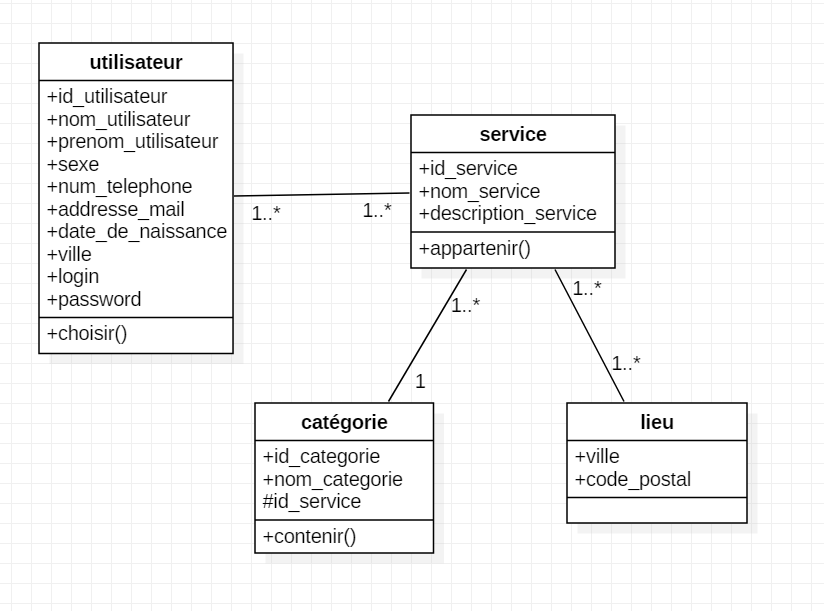 utilisateur
+id_utilisateur
+nom_utilisateur
+prenom_utilisateur
+sexe
+num_telephone
+addresse_mail
+date_de_naissance
+ville
+login
+password
+choisir()
1..*
1..*
service
+id_service
+nom_service
+description_service
+appartenir()
1..*
1
1..*
1..*
catégorie
+id_categorie
+nom_categorie
#id_service
+contenir()
lieu
+ville
+code_postal